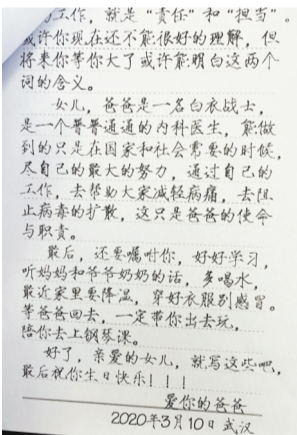 的工作，就是“责任”和“担当”。
或许你现在还不能很好的理解，但
将来你等你大了或许能明白这两个
词的含义。
女儿，爸爸是一名白衣战士，
是一个普普通通的内科医生，能做
到的只是在国家和社会需要的时候，
尽自己的最大的努力，通过自己的
工作，去帮助大家减轻病痛，去阻
止病毒的扩散，这只是爸爸的使命
与职责。
最后，还要嘱咐你，好好学习，
听妈妈和爷爷奶奶的话，多喝水，
最近家里要降温，穿好衣服别感冒。
等爸爸回去，一定带你出去玩，
陪你去上钢琴课。
好了，亲爱的女儿，就写这些吧，
最后祝你生日快乐！！！
爱你的爸爸
2020年3月10日 武汉